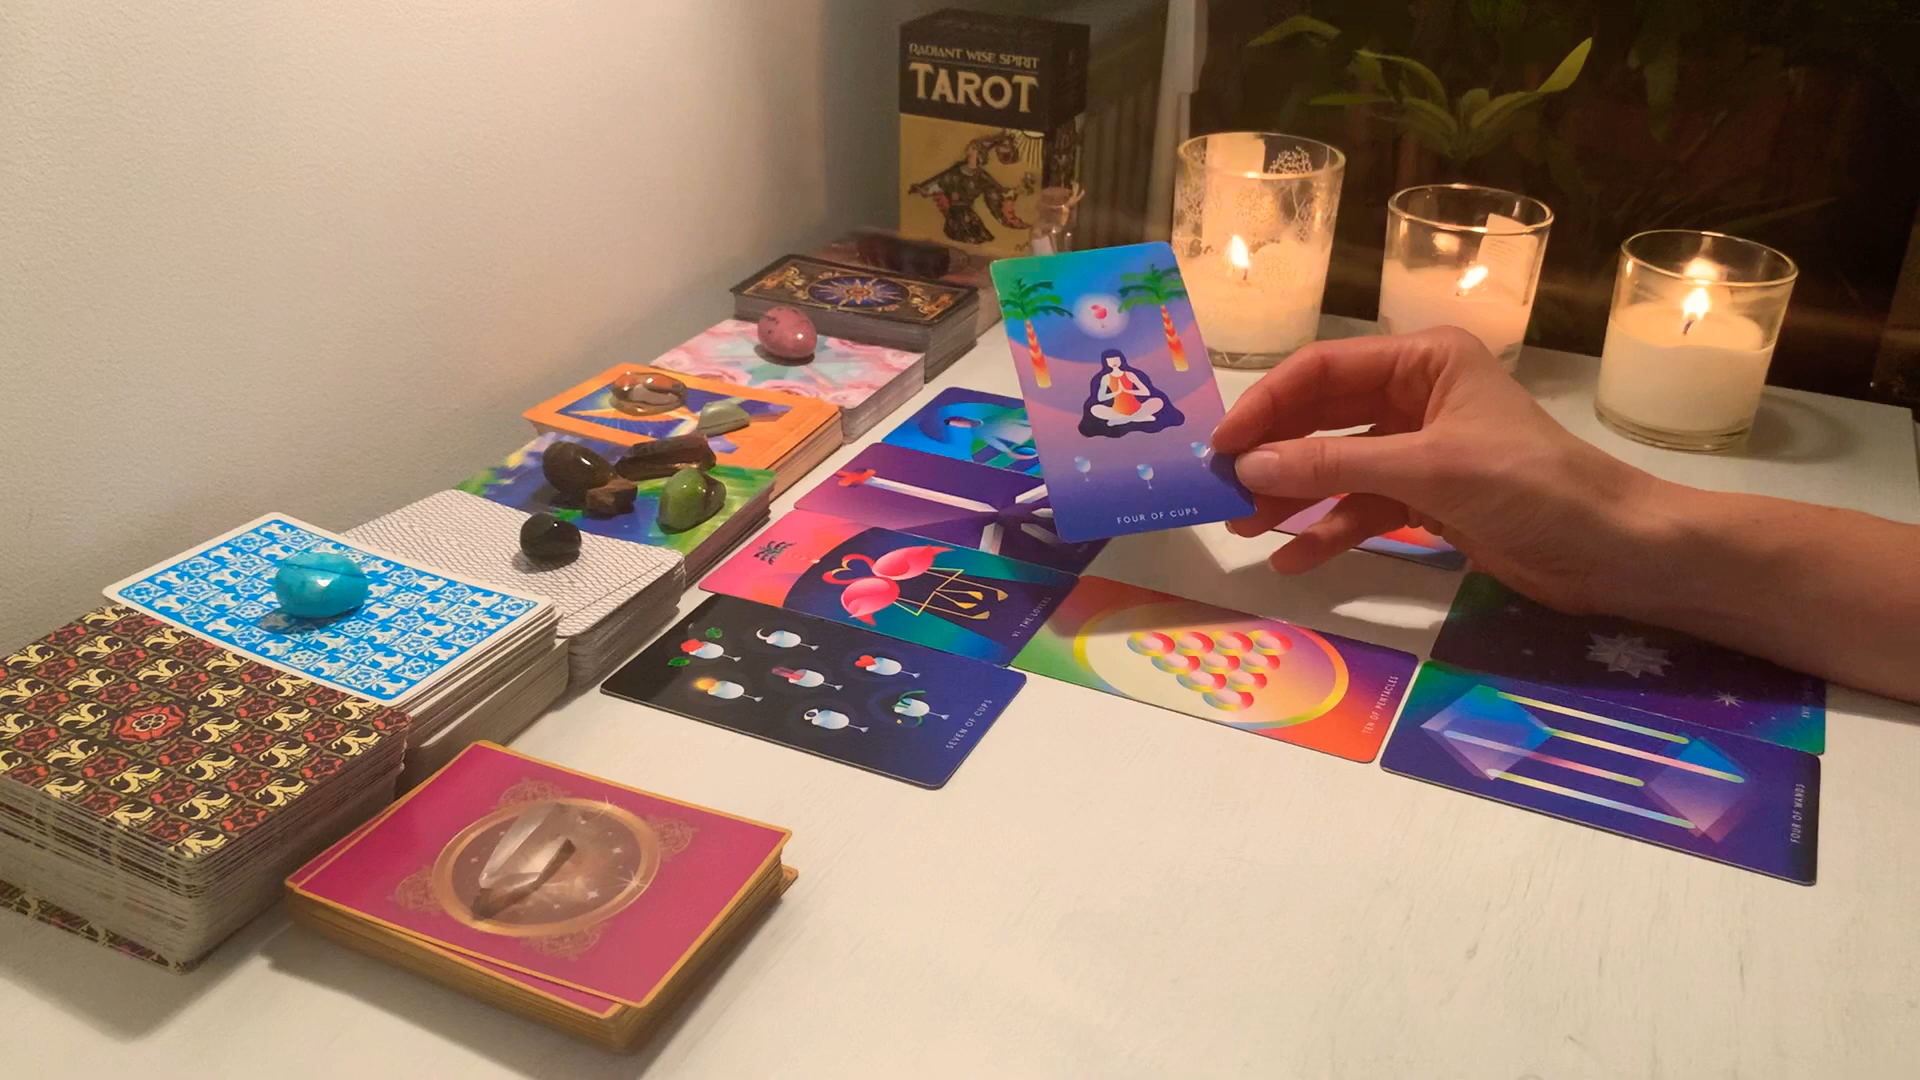 RADIANT WISE SPIRIT
TAROT
FOUR OF CUPS
VI THE LOVERS
SEVEN OF CUPS
TEN OF PENTACLES
FOUR OF WANDS